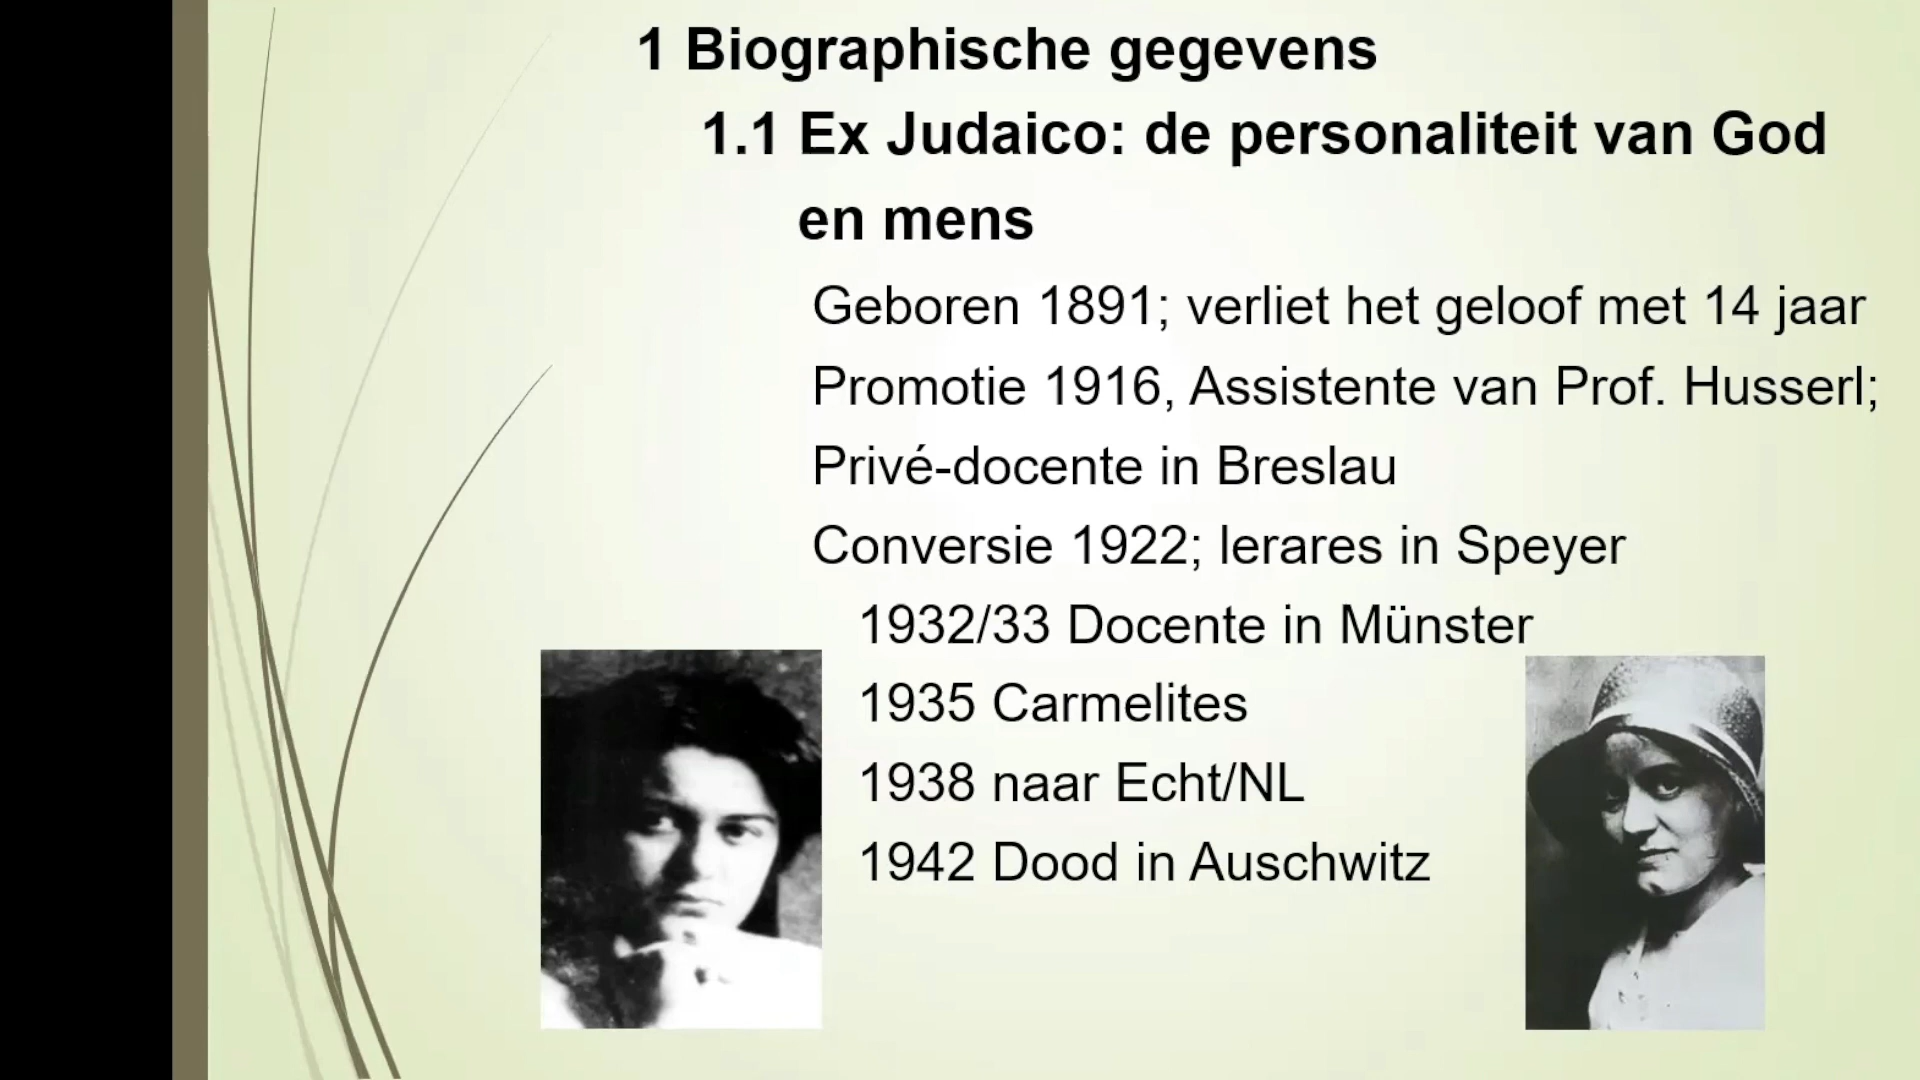 1 Biographische gegevens
1.1 Ex Judaico: de personaliteit van God
en mens
Geboren 1891; verliet het geloof met 14 jaar
Promotie 1916, Assistente van Prof. Husserl;
Privé-docente in Breslau
Conversie 1922; lerares in Speyer
1932/33 Docente in Münster
1935 Carmelites
1938 naar Echt/NL
1942 Dood in Auschwitz